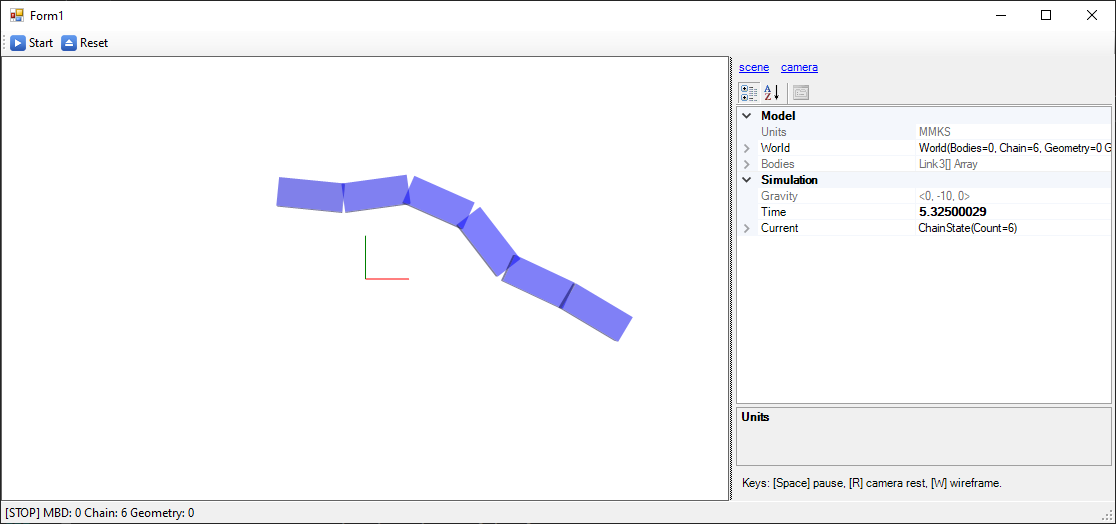 Form1
Start Reset
scene camera
Model
Units MMKS
World World(Bodies=0, Chain=6, Geometry=0 G
Bodies Link3[] Array
Simulation
Gravity <0, -10, 0>
Time 5.32500029
Current ChainState(Count=6)
Units
Keys: [Space] pause, [R] camera rest, [W] wireframe.
[STOP] MBD: 0 Chain: 6 Geometry: 0